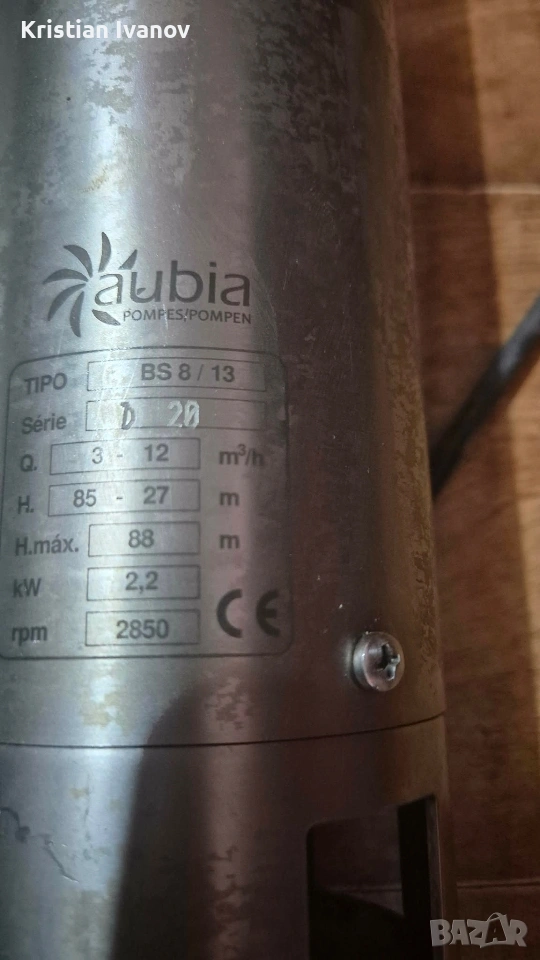 Kristian Ivanov
aubia
POMPES/POMPEN
TIPO BS 8 / 13
Série D 20
Q. 3 - 12 m³/h
H. 85 - 27 m
H.máx. 88 m
kW 2,2
rpm 2850
CE
BAZAR